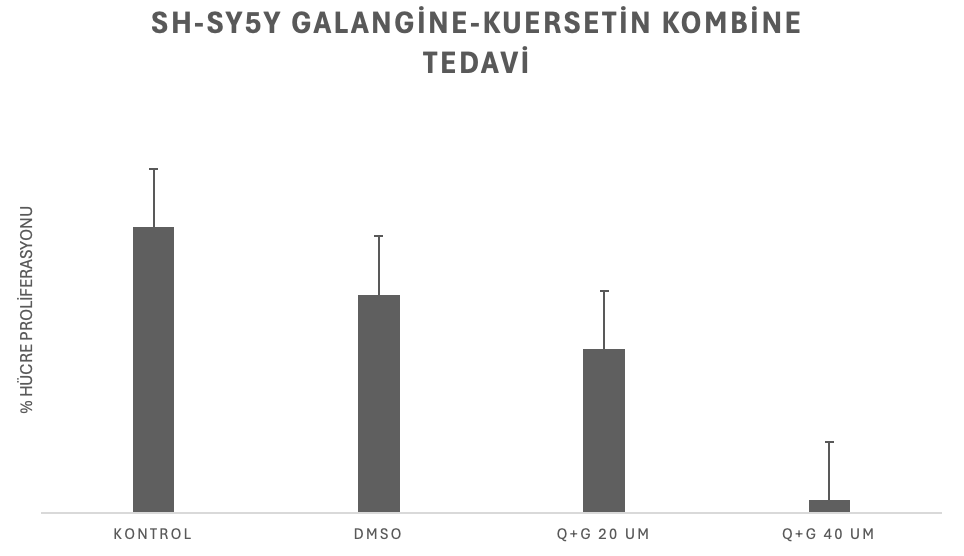 SH-SY5Y GALANGİNE-KUERSETİN KOMBİNE
TEDAVİ
% HÜCRE PROLİFERASYONU
KONTROL
DMSO
Q+G 20 UM
Q+G 40 UM